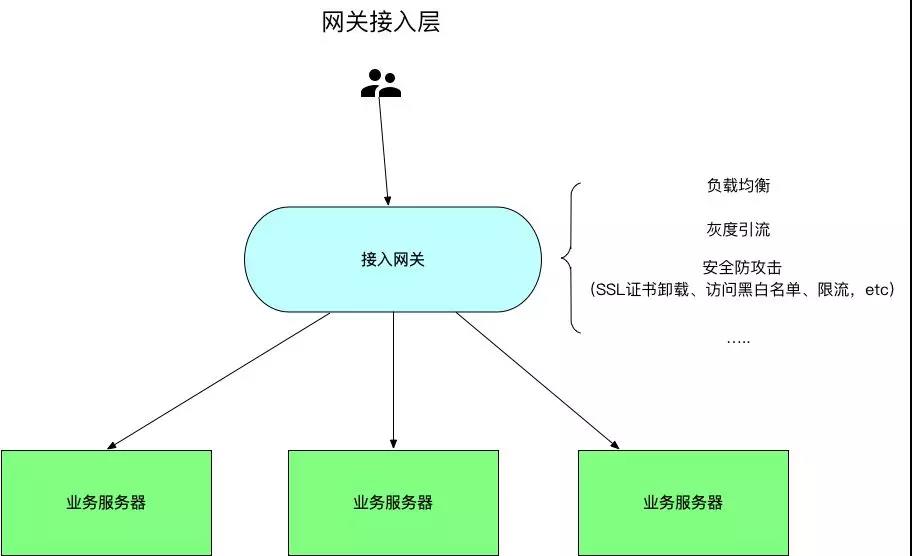 网关接入层
负载均衡
灰度引流
接入网关
安全防攻击
（SSL证书卸载、访问黑白名单、限流，etc）
…..
业务服务器
业务服务器
业务服务器